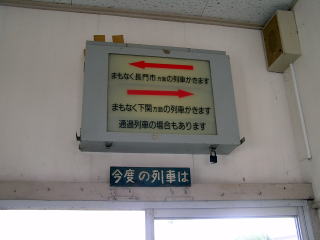 まもなく長門市方面の列車がきます
まもなく下関方面の列車がきます
通過列車の場合もあります
今度の列車は